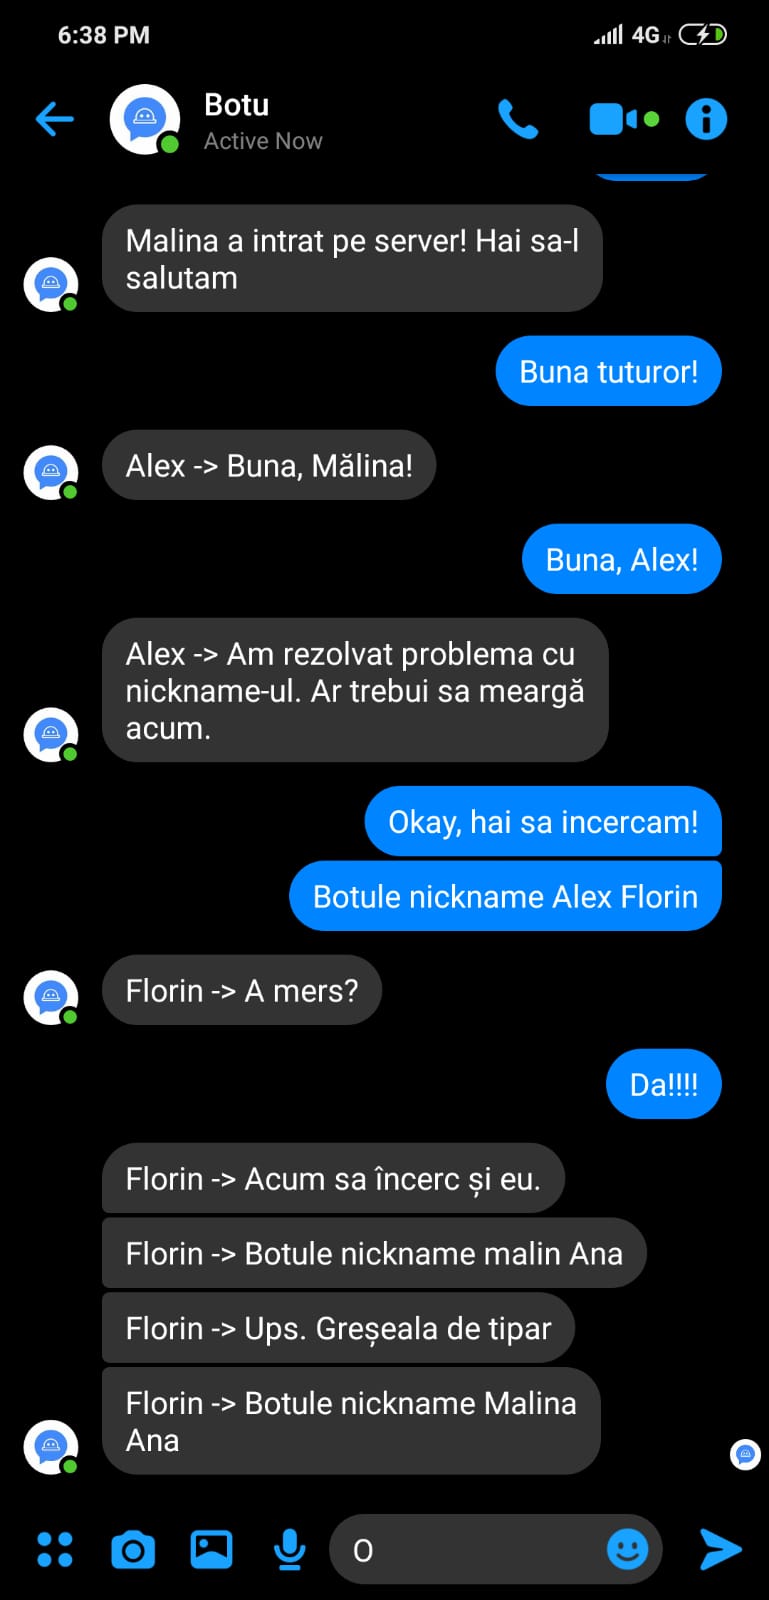 6:38 PM
4G
Botu
Active Now
Malina a intrat pe server! Hai sa-l
salutam
Buna tuturor!
Alex -> Buna, Mălina!
Buna, Alex!
Alex -> Am rezolvat problema cu
nickname-ul. Ar trebui sa meargă
acum.
Okay, hai sa incercam!
Botule nickname Alex Florin
Florin -> A mers?
Da!!!!
Florin -> Acum sa încerc și eu.
Florin -> Botule nickname malin Ana
Florin -> Ups. Greșeala de tipar
Florin -> Botule nickname Malina
Ana
O